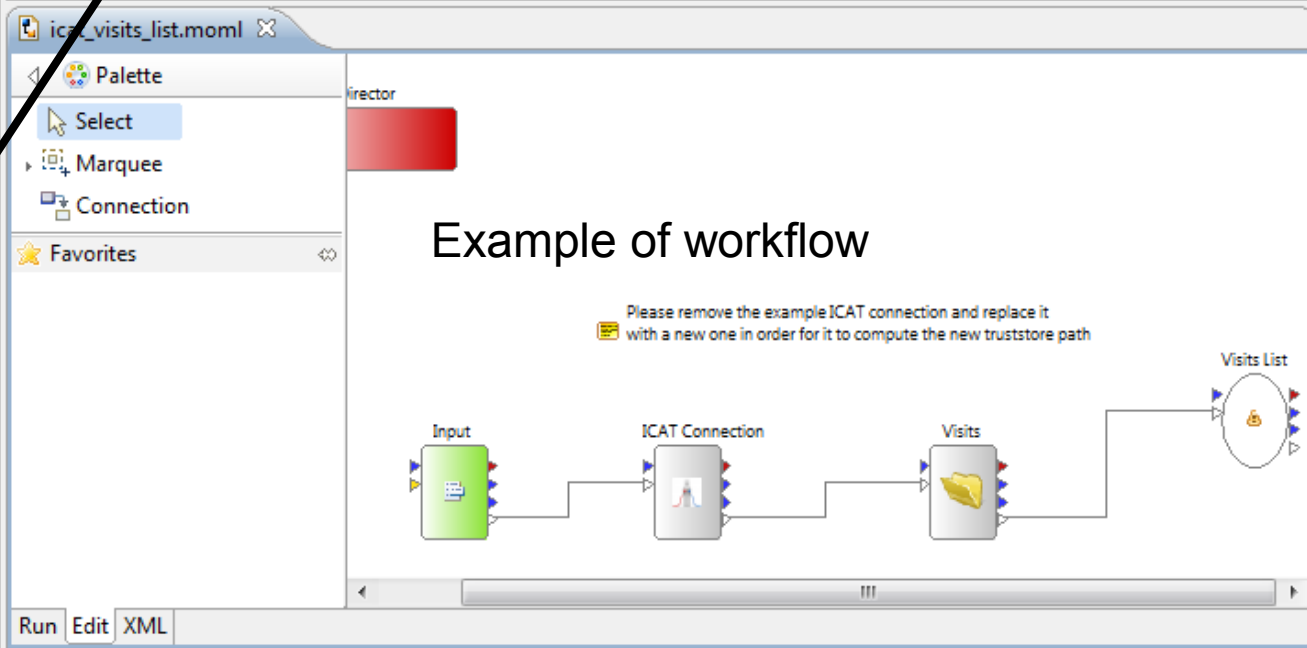 icat_visits_list.moml
Palette
Select
Marquee
Connection
Favorites
irector
Example of workflow
Please remove the example ICAT connection and replace it
with a new one in order for it to compute the new truststore path
Visits List
Input
ICAT Connection
Visits
Run Edit XML